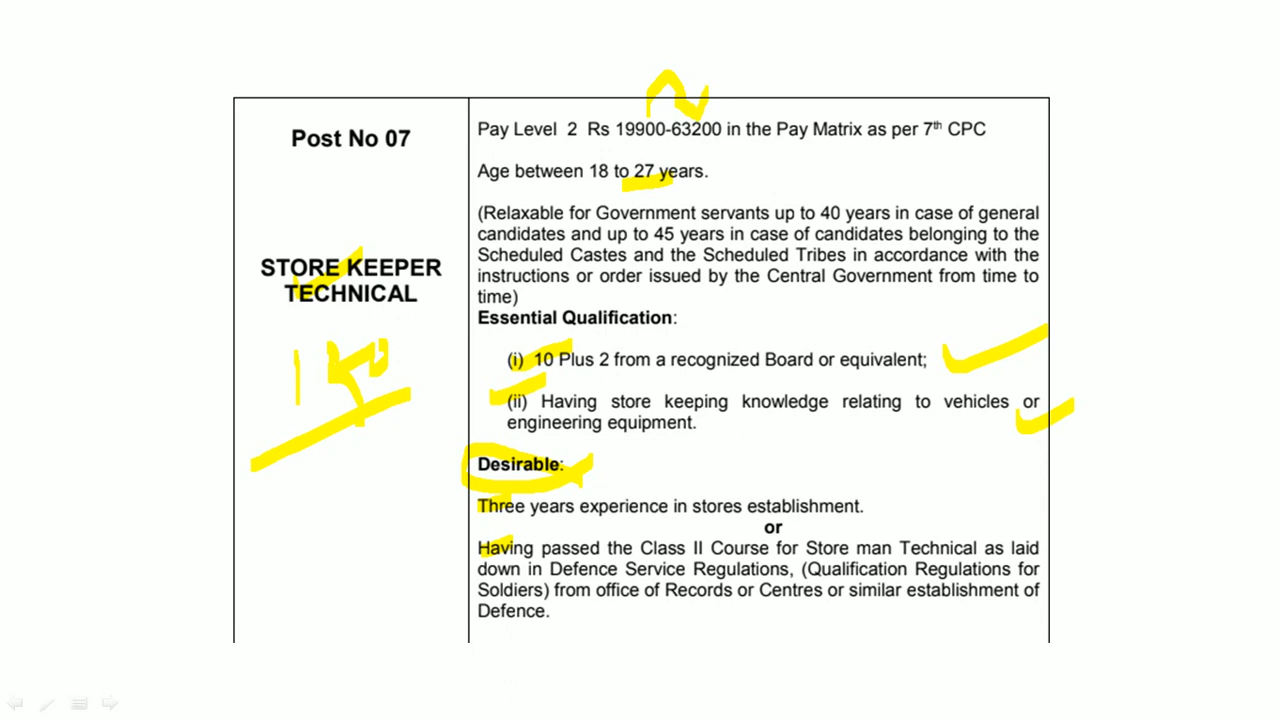 Post No 07
STORE KEEPER
TECHNICAL
Pay Level 2 Rs 19900-63200 in the Pay Matrix as per 7th CPC
Age between 18 to 27 years.
(Relaxable for Government servants up to 40 years in case of general
candidates and up to 45 years in case of candidates belonging to the
Scheduled Castes and the Scheduled Tribes in accordance with the
instructions or order issued by the Central Government from time to
time)
Essential Qualification:
(i) 10 Plus 2 from a recognized Board or equivalent;
(ii) Having store keeping knowledge relating to vehicles or
engineering equipment.
Desirable:
Three years experience in stores establishment.
or
Having passed the Class II Course for Store man Technical as laid
down in Defence Service Regulations, (Qualification Regulations for
Soldiers) from office of Records or Centres or similar establishment of
Defence.